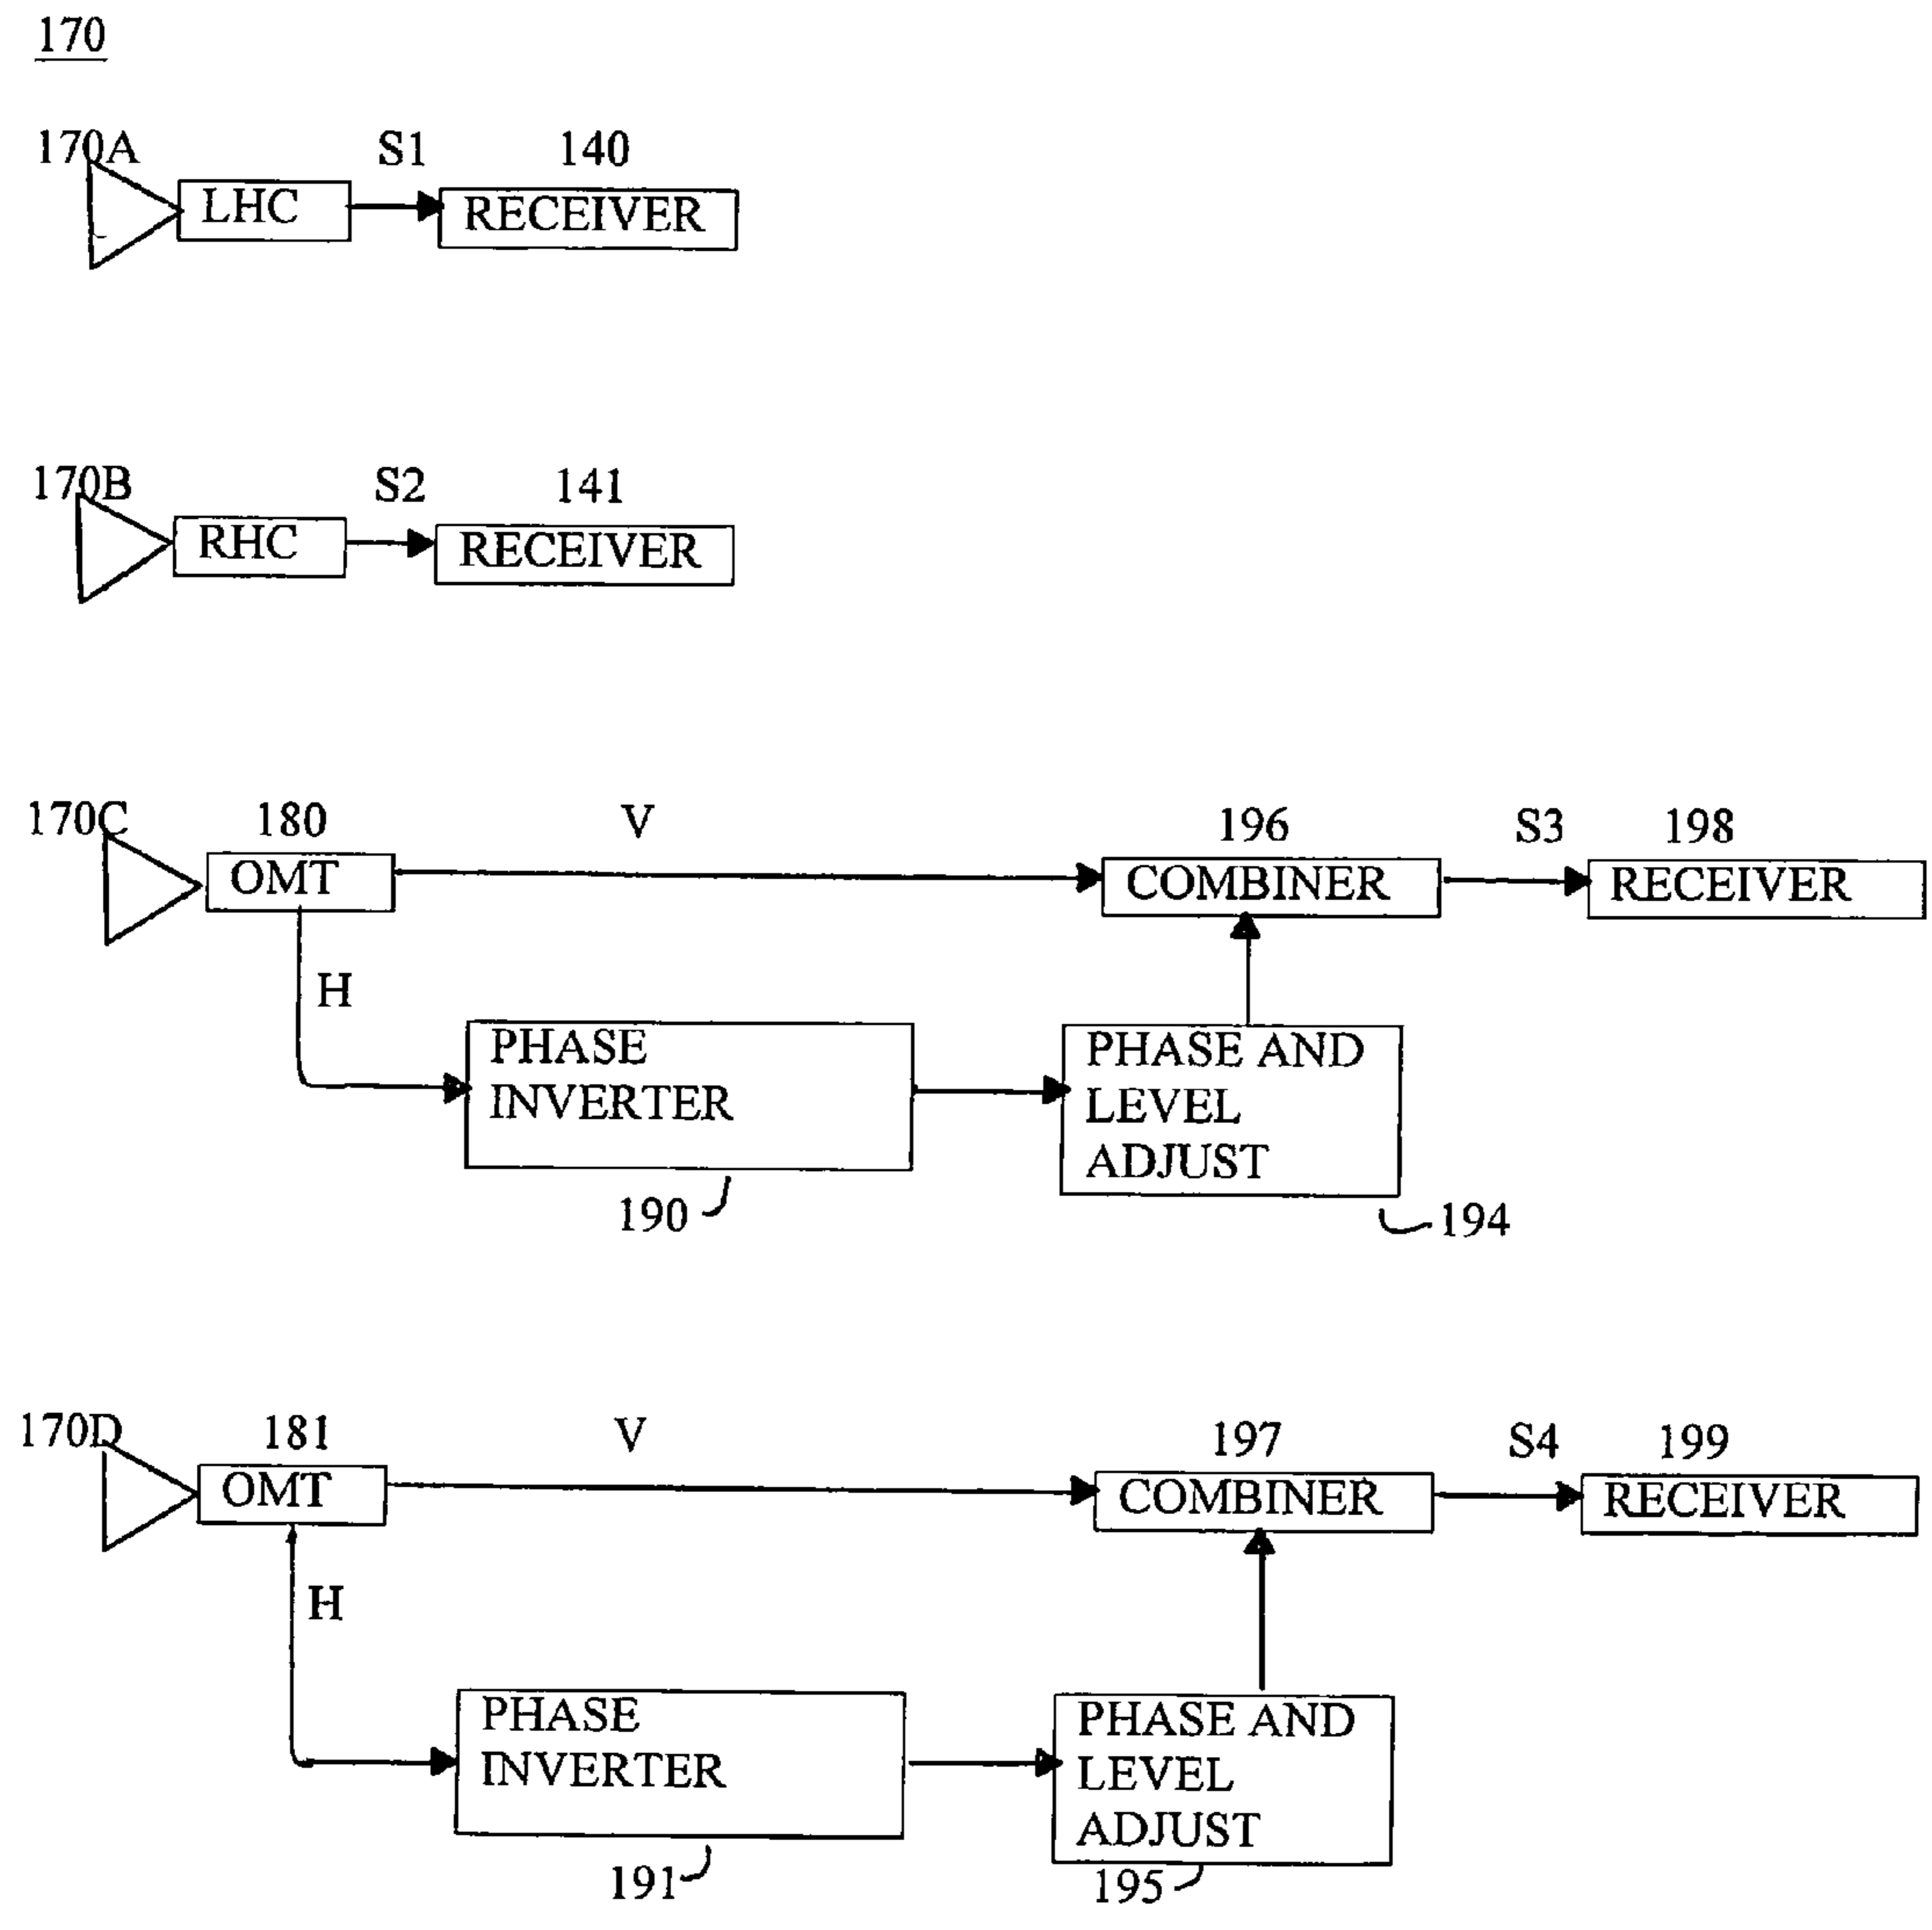 170
170A S1 140
LHC RECEIVER
170B S2 141
RHC RECEIVER
170C 180 V 196 S3 198
OMT COMBINER RECEIVER
H
PHASE
INVERTER
PHASE AND
LEVEL
ADJUST
190
194
170D 181 V 197 S4 199
OMT COMBINER RECEIVER
H
PHASE
INVERTER
PHASE AND
LEVEL
ADJUST
191
195